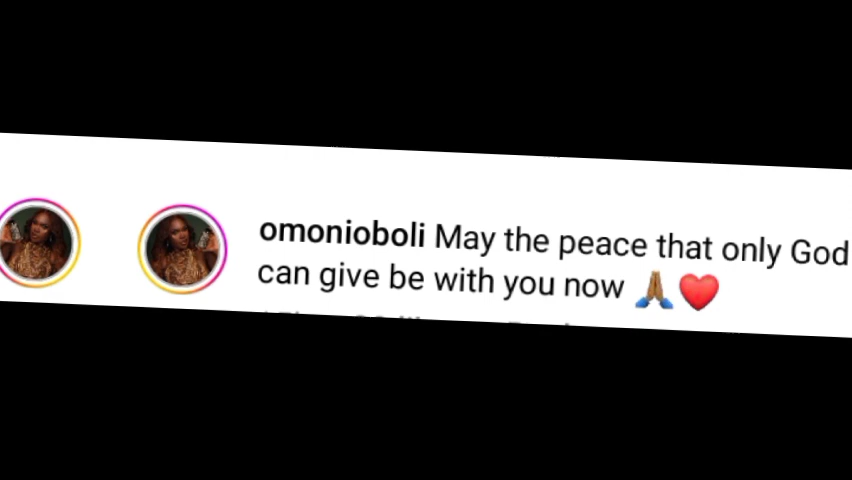 omonioboli May the peace that only God
can give be with you now 🙏🏾❤️